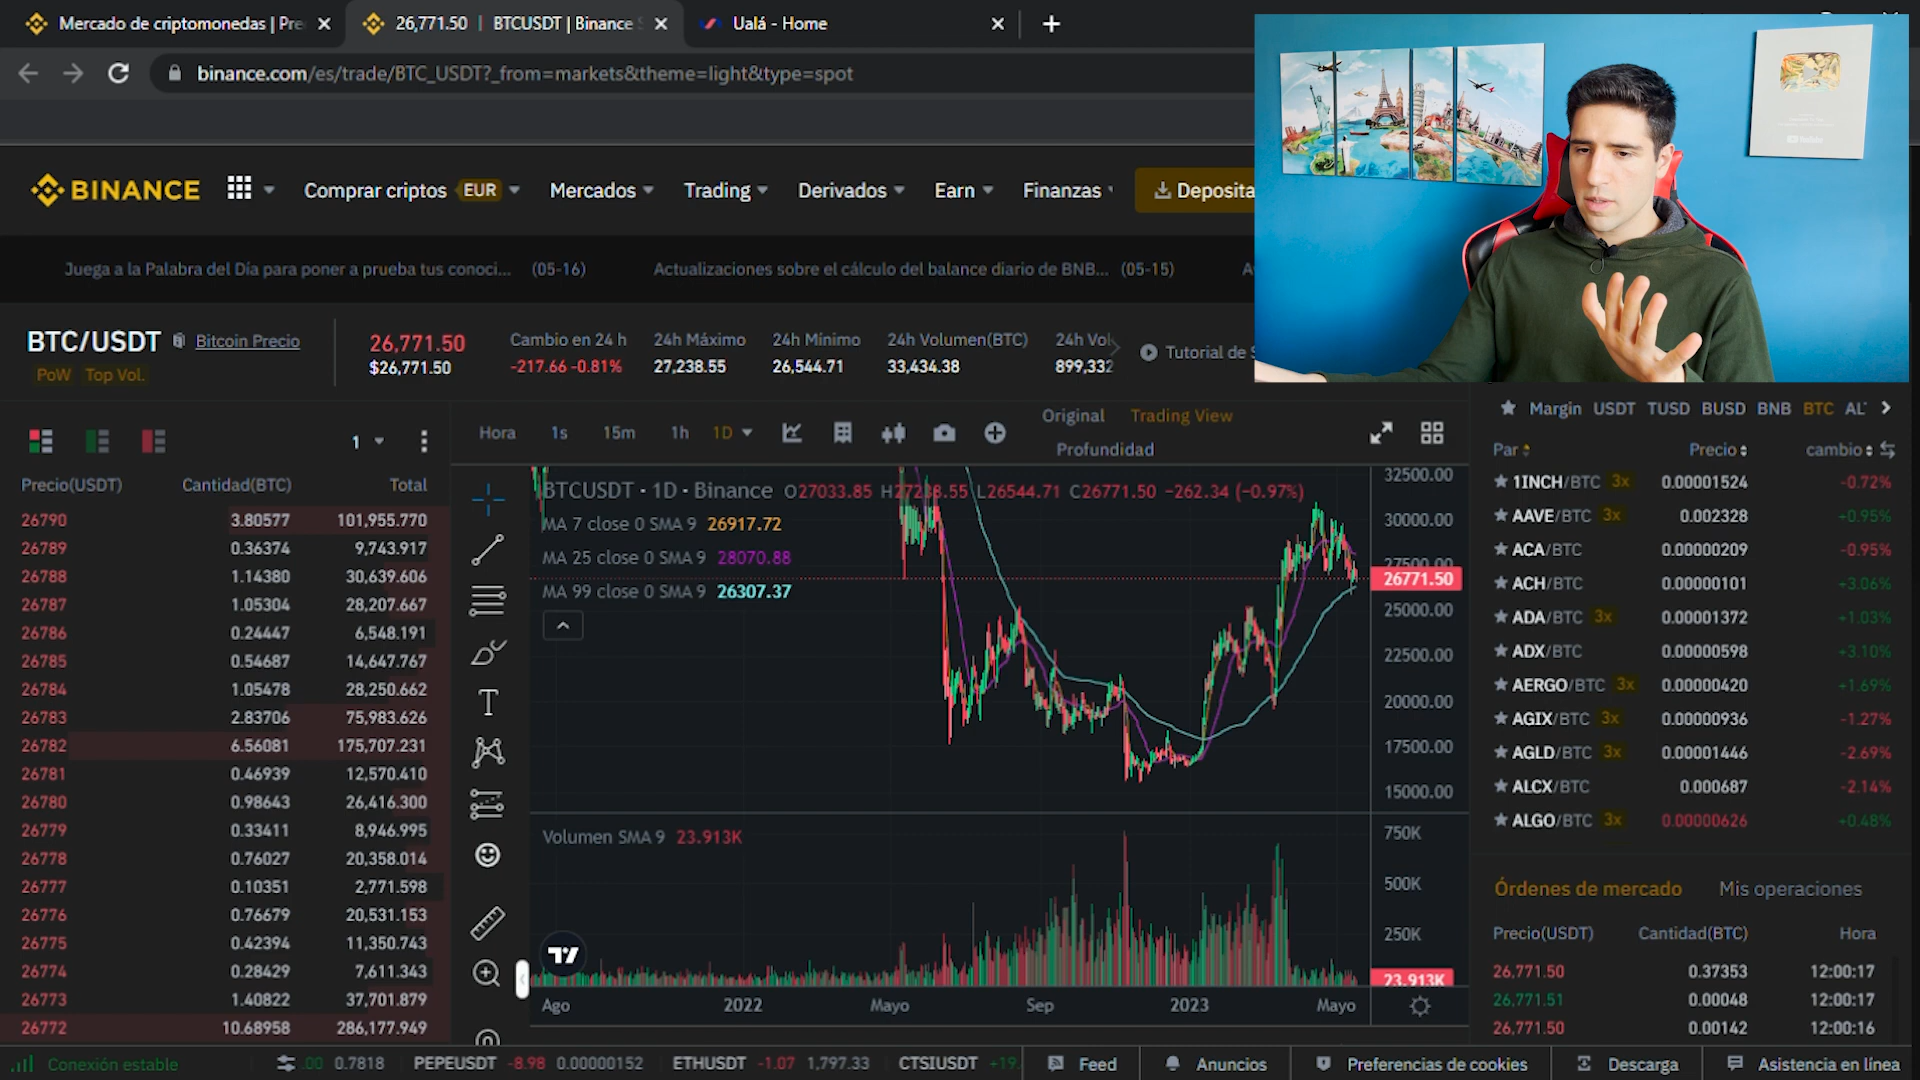 Mercado de criptomonedas | Pre
26,771.50 | BTCUSDT | Binance
Ualá - Home
binance.com/es/trade/BTC_USDT?_from=markets&theme=light&type=spot
BINANCE
Comprar criptos EUR
Mercados
Trading
Derivados
Earn
Finanzas
Deposita
Juega a la Palabra del Día para poner a prueba tus conoci... (05-16)
Actualizaciones sobre el cálculo del balance diario de BNB... (05-15)
BTC/USDT
Bitcoin Precio
PoW Top Vol.
26,771.50
$26,771.50
Cambio en 24 h
-217.66 -0.81%
24h Máximo
27,238.55
24h Mínimo
26,544.71
24h Volumen(BTC)
33,434.38
24h Vol
899,332
Tutorial de S
YouTube
1
Precio(USDT) Cantidad(BTC) Total
26790 3.80577 101,955.770
26789 0.36374 9,743.917
26788 1.14380 30,639.606
26787 1.05304 28,207.667
26786 0.24447 6,548.191
26785 0.54687 14,647.767
26784 1.05478 28,250.662
26783 2.83706 75,983.626
26782 6.56081 175,707.231
26781 0.46939 12,570.410
26780 0.98643 26,416.300
26779 0.33411 8,946.995
26778 0.76027 20,358.014
26777 0.10351 2,771.598
26776 0.76679 20,531.153
26775 0.42394 11,350.743
26774 0.28429 7,611.343
26773 1.40822 37,701.879
26772 10.68958 286,177.949
Hora 1s 15m 1h 1D
Original Trading View
Profundidad
BTCUSDT · 1D · Binance O27033.85 H27238.55 L26544.71 C26771.50 -262.34 (-0.97%)
MA 7 close 0 SMA 9 26917.72
MA 25 close 0 SMA 9 28070.88
MA 99 close 0 SMA 9 26307.37
32500.00
30000.00
27500.00
26771.50
25000.00
22500.00
20000.00
17500.00
15000.00
Volumen SMA 9 23.913K
750K
500K
250K
23.913K
Ago 2022 Mayo Sep 2023 Mayo
Margin USDT TUSD BUSD BNB BTC AL
Par Precio cambio
1INCH/BTC 3x 0.00001524 -0.72%
AAVE/BTC 3x 0.002328 +0.95%
ACA/BTC 0.00000209 -0.95%
ACH/BTC 0.00000101 +3.06%
ADA/BTC 3x 0.00001372 +1.03%
ADX/BTC 0.00000598 +3.10%
AERGO/BTC 3x 0.00000420 +1.69%
AGIX/BTC 3x 0.00000936 -1.27%
AGLD/BTC 3x 0.00001446 -2.69%
ALCX/BTC 0.000687 -2.14%
ALGO/BTC 3x 0.00000626 +0.48%
Órdenes de mercado Mis operaciones
Precio(USDT) Cantidad(BTC) Hora
26,771.50 0.37353 12:00:17
26,771.51 0.00048 12:00:17
26,771.50 0.00142 12:00:16
Conexión estable
.00 0.7818 PEPEUSDT -8.98 0.00000152 ETHUSDT -1.07 1,797.33 CTSIUSDT +19.
Feed
Anuncios
Preferencias de cookies
Descarga
Asistencia en línea